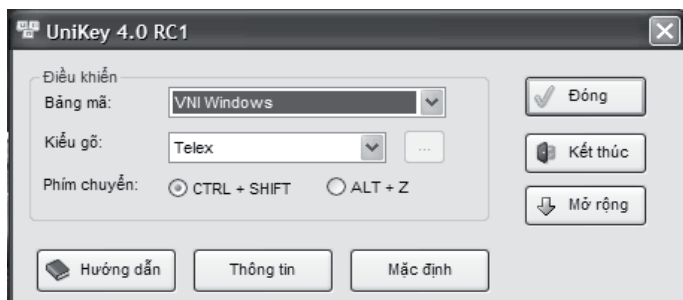 UniKey 4.0 RC1
Điều khiển
Bảng mã: VNI Windows
Đóng
Kiểu gõ: Telex ...
Kết thúc
Phím chuyển: CTRL + SHIFT ALT + Z
Mở rộng
Hướng dẫn Thông tin Mặc định